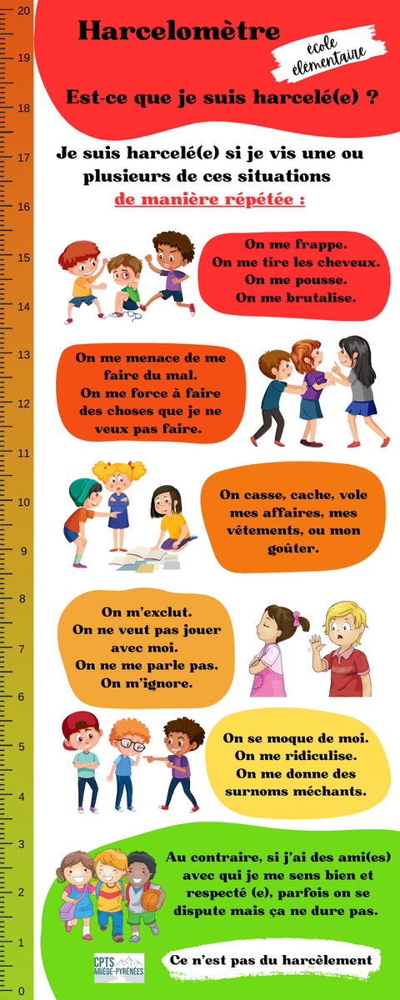 Harcelomètre
école
élémentaire
Est-ce que je suis harcelé(e) ?
Je suis harcelé(e) si je vis une ou
plusieurs de ces situations
de manière répétée :
On me frappe.
On me tire les cheveux.
On me pousse.
On me brutalise.
On me menace de me
faire du mal.
On me force à faire
des choses que je ne
veux pas faire.
On casse, cache, vole
mes affaires, mes
vêtements, ou mon
goûter.
On m'exclut.
On ne veut pas jouer
avec moi.
On ne me parle pas.
On m'ignore.
On se moque de moi.
On me ridiculise.
On me donne des
surnoms méchants.
Au contraire, si j'ai des ami(es)
avec qui je me sens bien et
respecté (e), parfois on se
dispute mais ça ne dure pas.
Ce n'est pas du harcèlement
CPTS
ARIÈGE-PYRÉNÉES
20
19
18
17
16
15
14
13
12
11
10
9
8
7
6
5
4
3
2
1
0